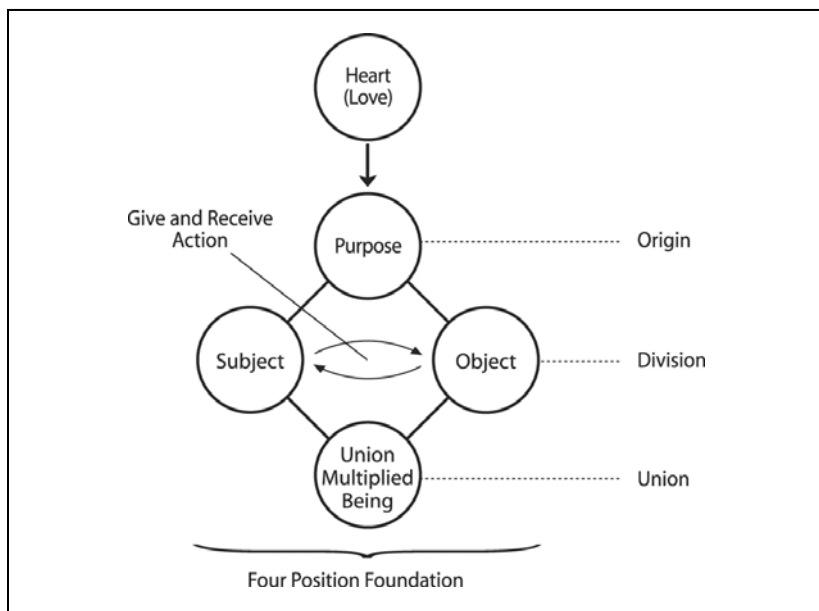 Heart
(Love)
Give and Receive
Action
Purpose
Origin
Subject
Object
Division
Union
Multiplied
Being
Union
Four Position Foundation